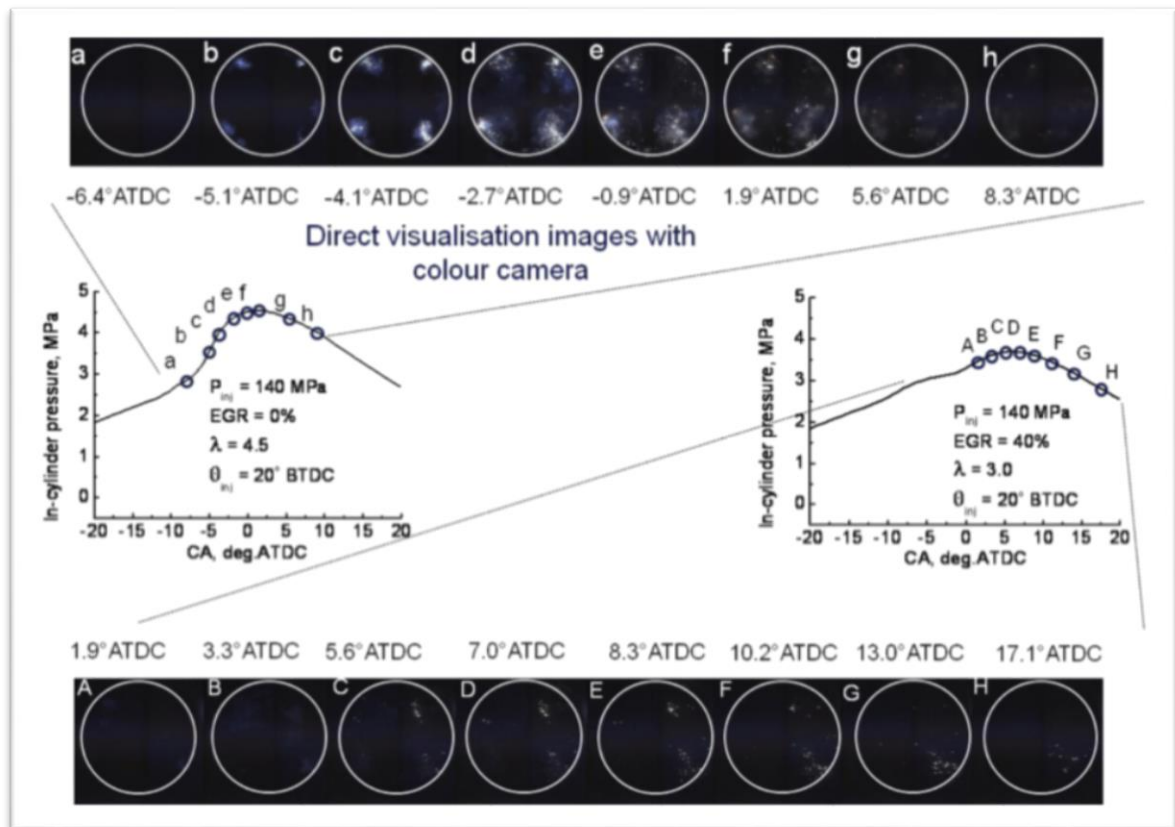 a b c d e f g h
-6.4°ATDC -5.1°ATDC -4.1°ATDC -2.7°ATDC -0.9°ATDC 1.9°ATDC 5.6°ATDC 8.3°ATDC
Direct visualisation images with
colour camera
In-cylinder pressure, MPa
5
4
3
2
1
0
a b c d e f g h
P inj = 140 MPa
EGR = 0%
λ = 4.5
θ inj = 20° BTDC
-20 -15 -10 -5 0 5 10 15 20
CA, deg.ATDC
In-cylinder pressure, MPa
5
4
3
2
1
0
A B C D E F G H
P inj = 140 MPa
EGR = 40%
λ = 3.0
θ inj = 20° BTDC
-20 -15 -10 -5 0 5 10 15 20
CA, deg.ATDC
1.9°ATDC 3.3°ATDC 5.6°ATDC 7.0°ATDC 8.3°ATDC 10.2°ATDC 13.0°ATDC 17.1°ATDC
A B C D E F G H